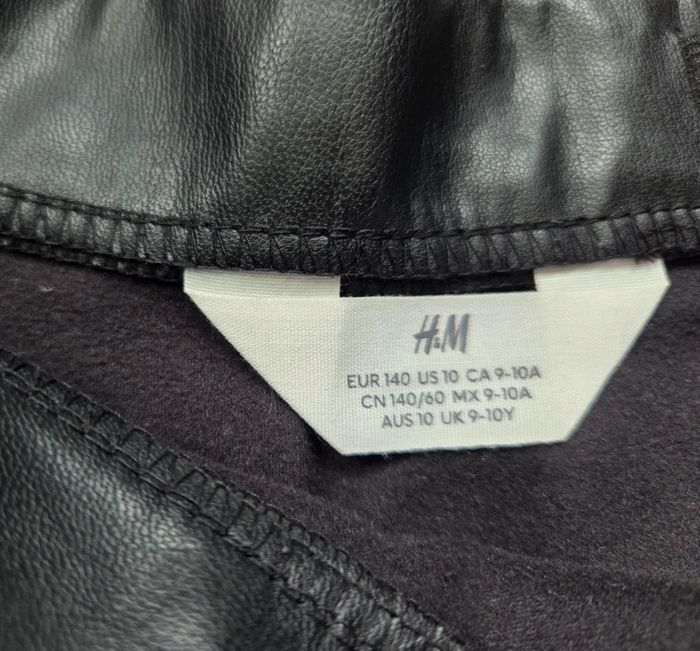 H&M
EUR 140 US 10 CA 9-10A
CN 140/60 MX 9-10A
AUS 10 UK 9-10Y